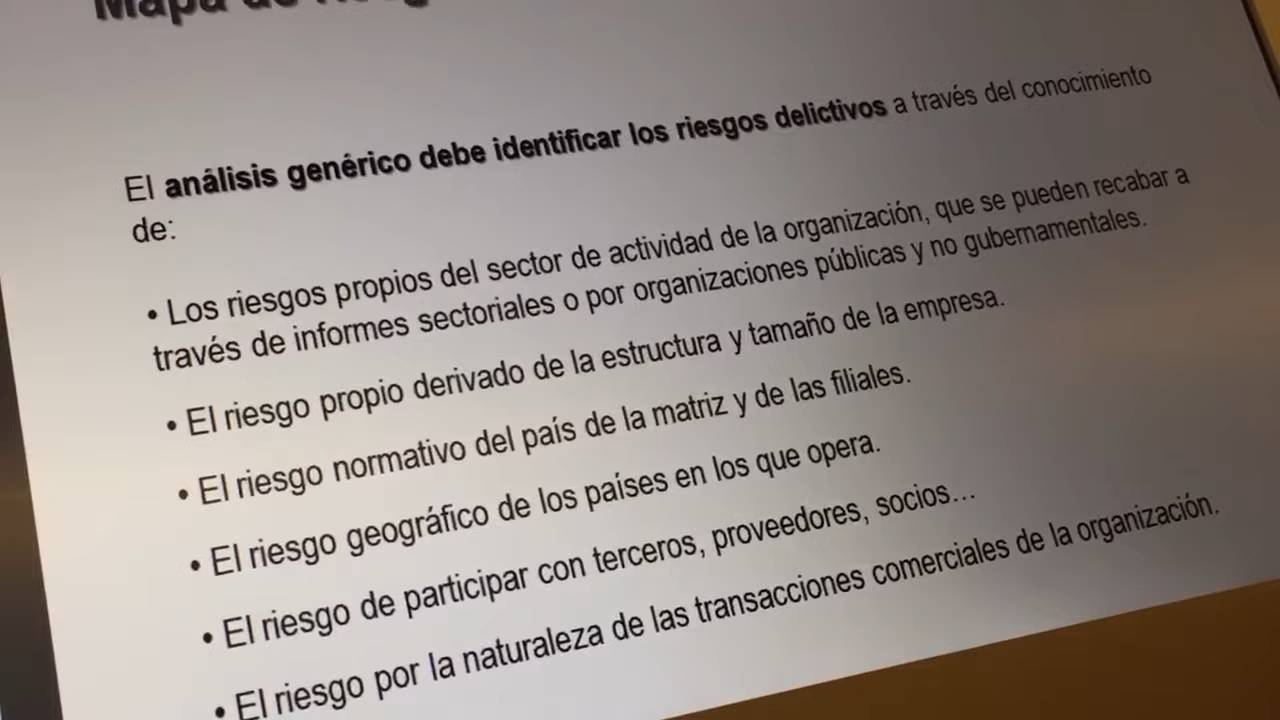 Mapa de
El análisis genérico debe identificar los riesgos delictivos a través del conocimiento
de:
• Los riesgos propios del sector de actividad de la organización, que se pueden recabar a
través de informes sectoriales o por organizaciones públicas y no gubernamentales.
• El riesgo propio derivado de la estructura y tamaño de la empresa.
• El riesgo normativo del país de la matriz y de las filiales.
• El riesgo geográfico de los países en los que opera.
• El riesgo de participar con terceros, proveedores, socios…
• El riesgo por la naturaleza de las transacciones comerciales de la organización.